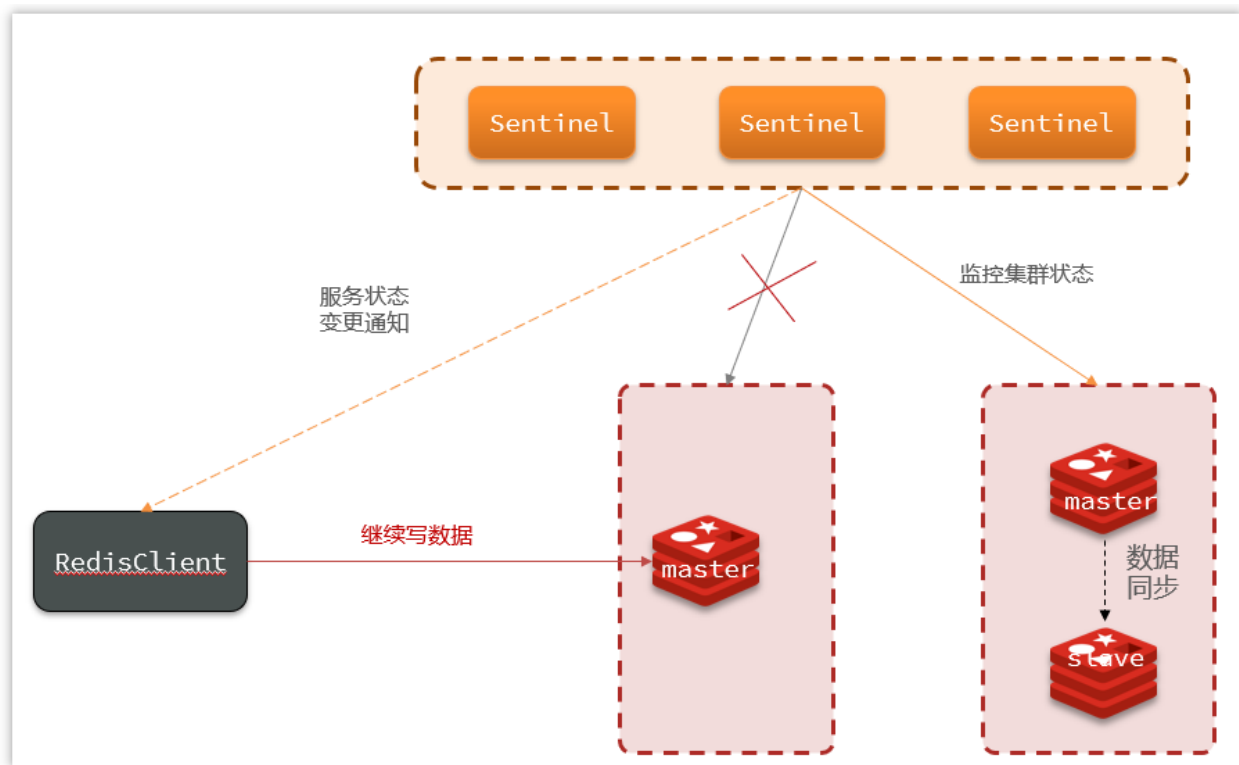 Sentinel
Sentinel
Sentinel
监控集群状态
服务状态
变更通知
继续写数据
RedisClient
master
master
数据
同步
slave